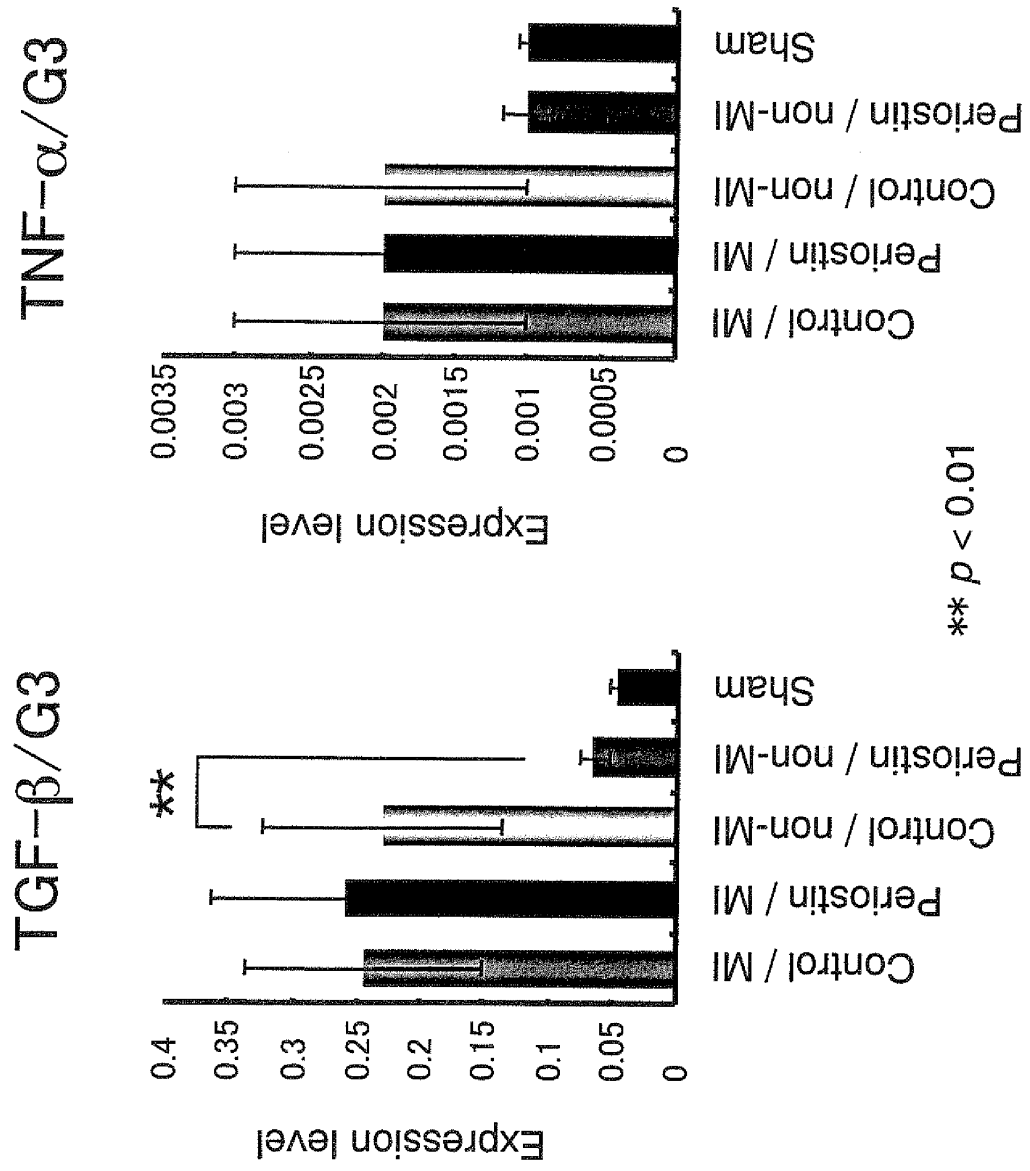 TGF-β/G3
Expression level
0.4
0.35
0.3
0.25
0.2
0.15
0.1
0.05
0
Control / MI
Periostin / MI
Control / non-MI
Periostin / non-MI
Sham
**
TNF-α/G3
Expression level
0.0035
0.003
0.0025
0.002
0.0015
0.001
0.0005
0
Control / MI
Periostin / MI
Control / non-MI
Periostin / non-MI
Sham
** p < 0.01